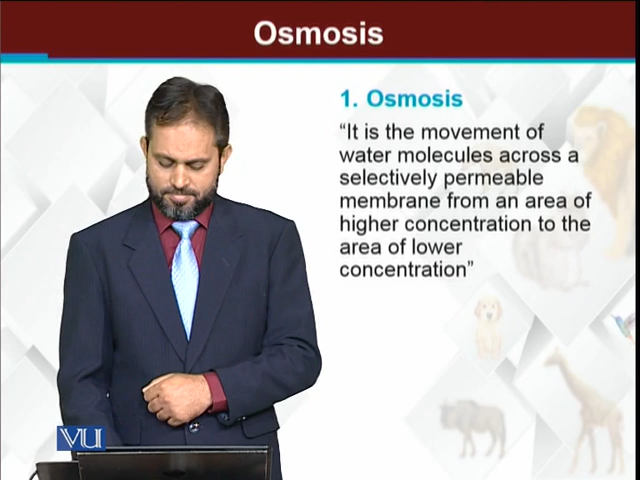 Osmosis
1. Osmosis
“It is the movement of
water molecules across a
selectively permeable
membrane from an area of
higher concentration to the
area of lower
concentration”
VU